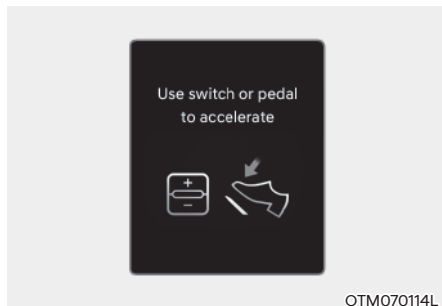 Use switch or pedal
to accelerate
+
−
OTM070114L